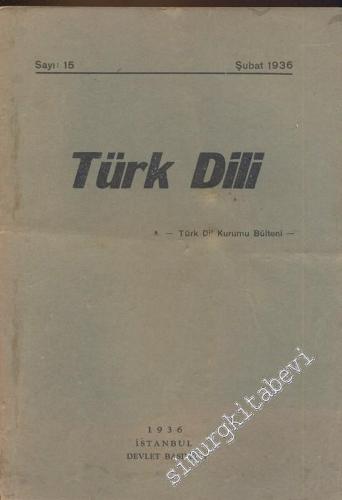 Sayı: 15 Şubat 1936
Türk Dili
— Türk Dil Kurumu Bülteni —
1936
İSTANBUL
DEVLET
simurgkitabevi